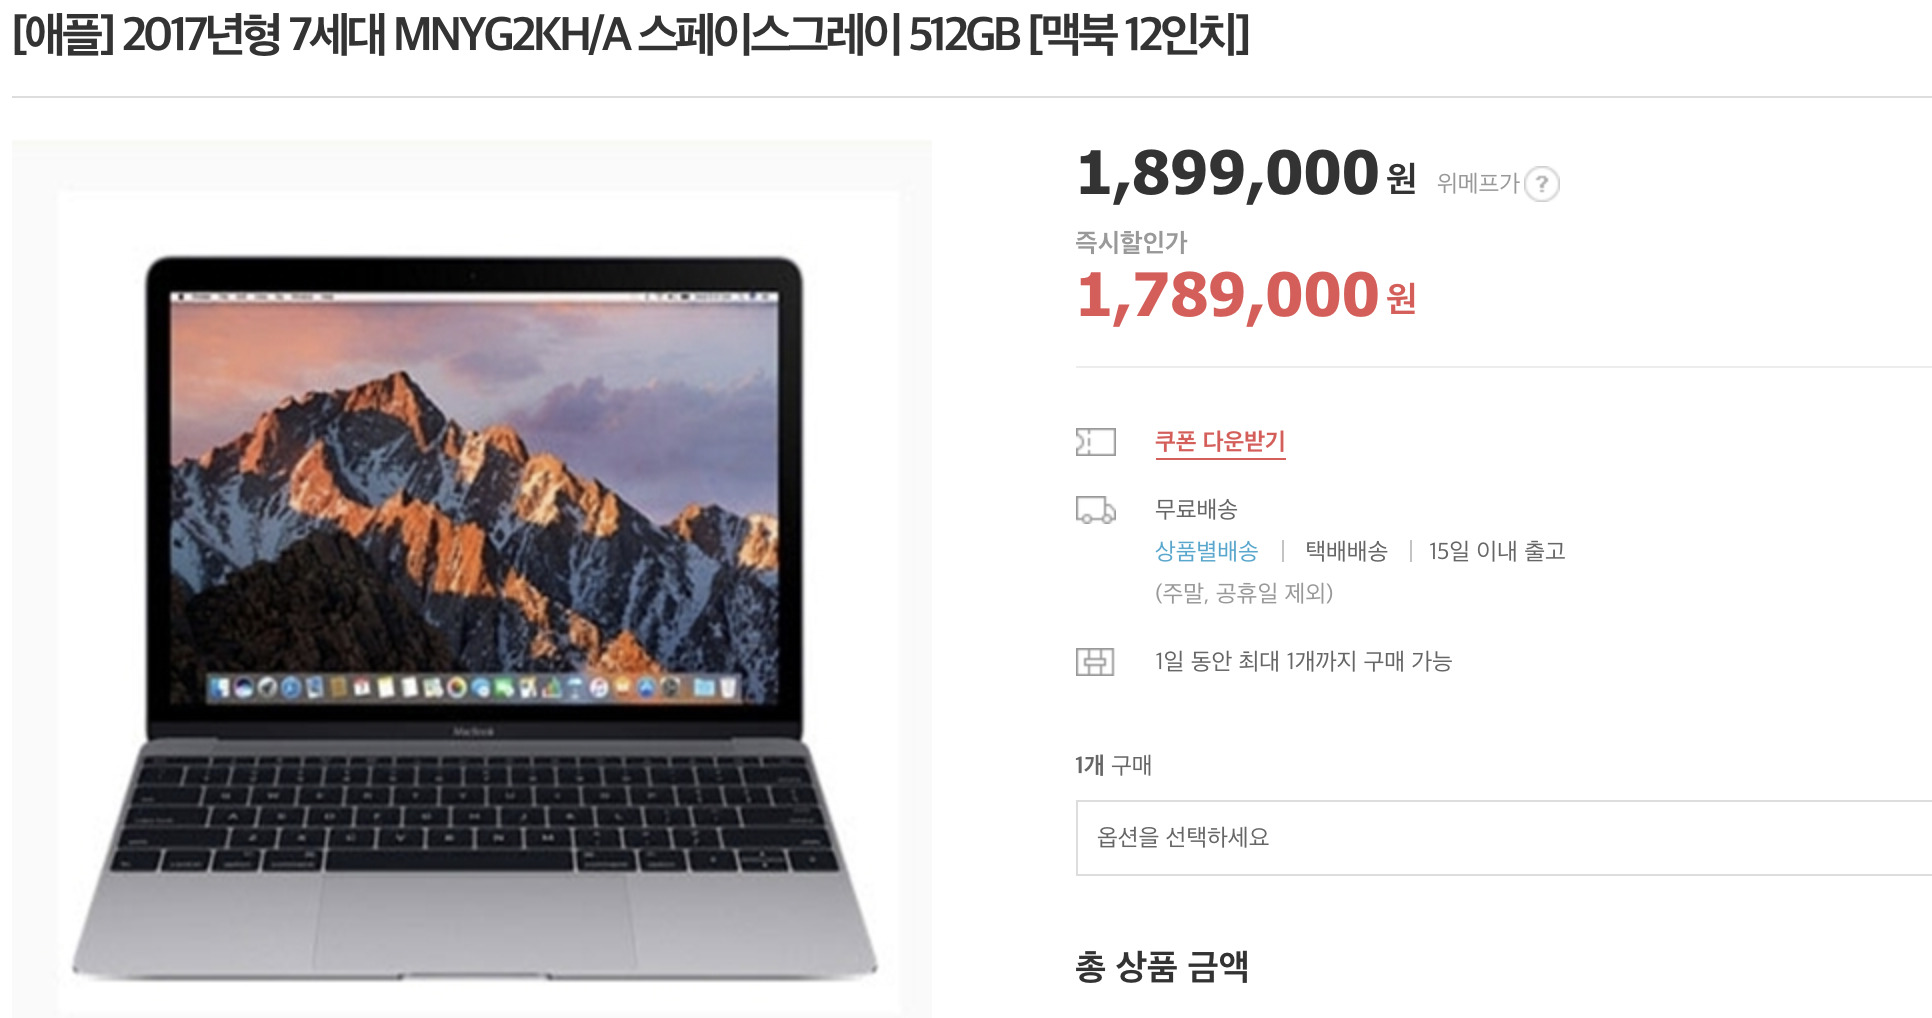 [애플] 2017년형 7세대 MNYG2KH/A 스페이스그레이 512GB [맥북 12인치]
1,899,000원 위메프가 ?
즉시할인가
1,789,000원
쿠폰 다운받기
무료배송
상품별배송 | 택배배송 | 15일 이내 출고
(주말, 공휴일 제외)
1일 동안 최대 1개까지 구매 가능
1개 구매
옵션을 선택하세요
총 상품 금액
MacBook